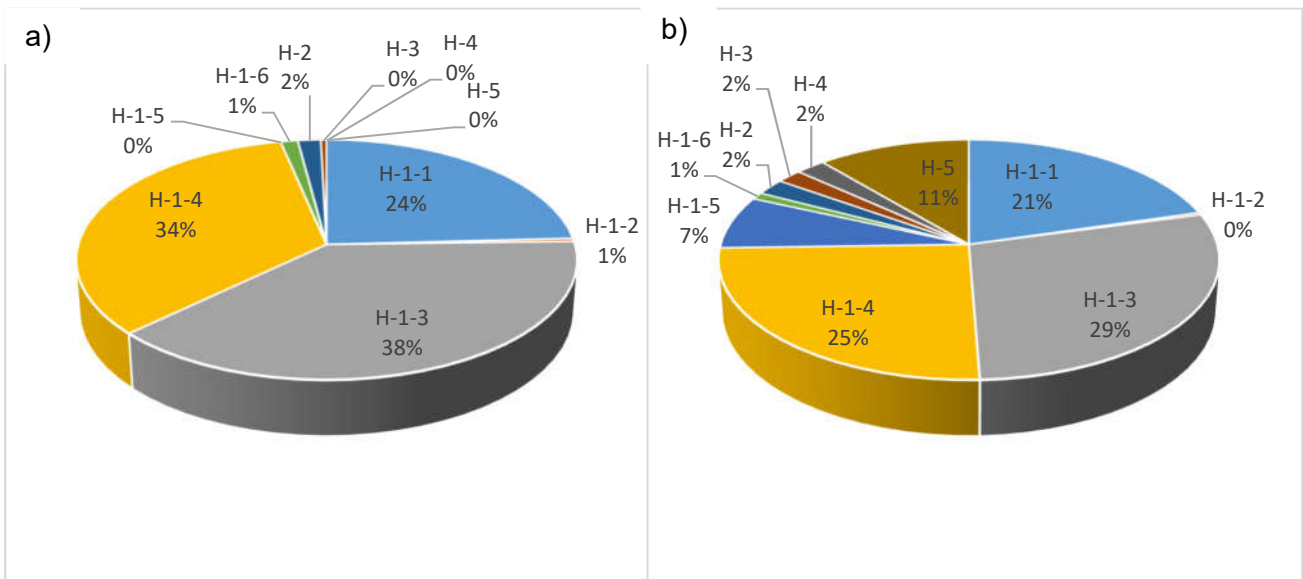 a)
H-1-5
0%
H-1-6
1%
H-2
2%
H-3
0%
H-4
0%
H-5
0%
H-1-1
24%
H-1-2
1%
H-1-3
38%
H-1-4
34%
b)
H-3
2%
H-4
2%
H-1-6
1%
H-2
2%
H-1-5
7%
H-5
11%
H-1-1
21%
H-1-2
0%
H-1-3
29%
H-1-4
25%